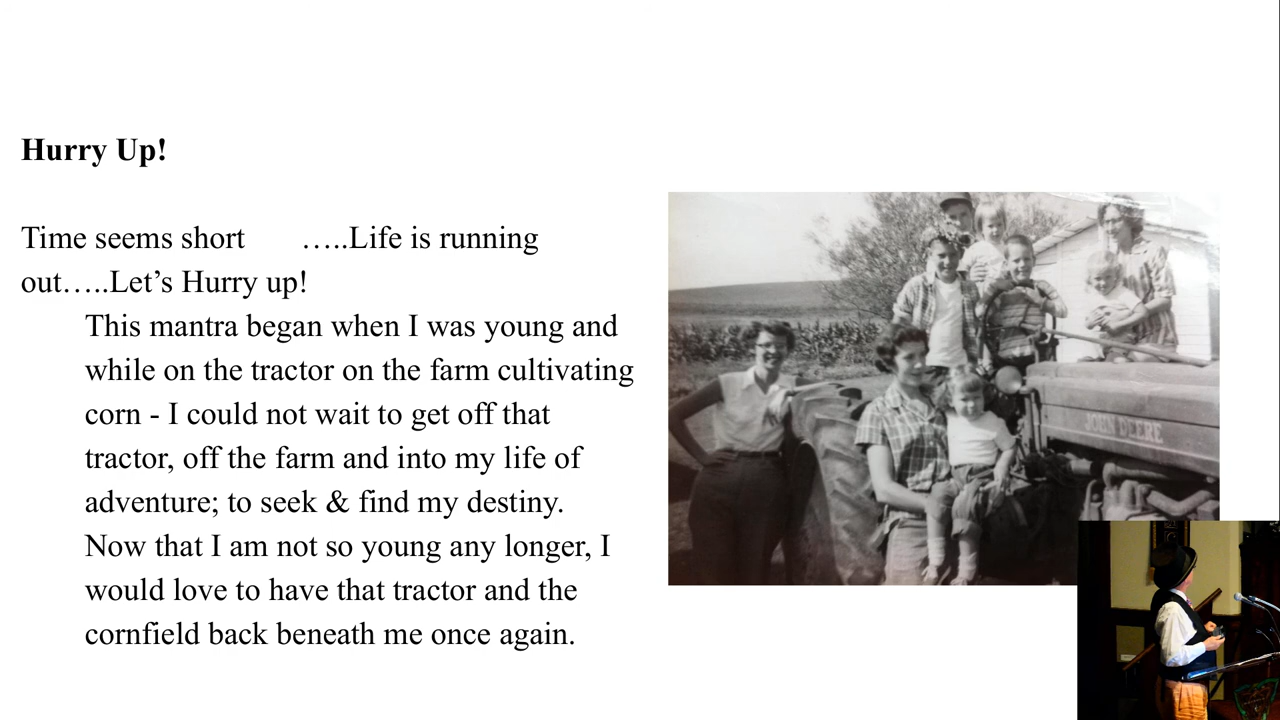 Hurry Up!
Time seems short …..Life is running
out…..Let’s Hurry up!
This mantra began when I was young and
while on the tractor on the farm cultivating
corn - I could not wait to get off that
tractor, off the farm and into my life of
adventure; to seek & find my destiny.
Now that I am not so young any longer, I
would love to have that tractor and the
cornfield back beneath me once again.
JOHN DEERE